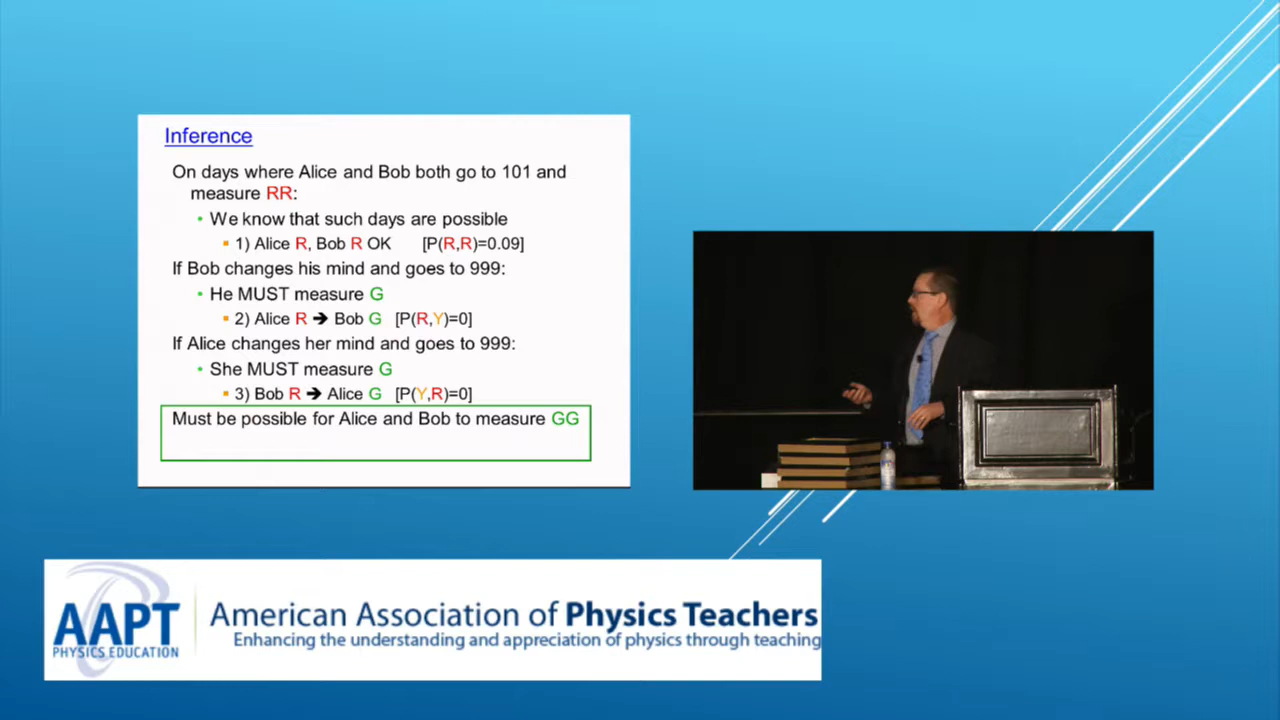 Inference
On days where Alice and Bob both go to 101 and
measure RR:
• We know that such days are possible
▪ 1) Alice R, Bob R OK [P(R,R)=0.09]
If Bob changes his mind and goes to 999:
• He MUST measure G
▪ 2) Alice R ➔ Bob G [P(R,Y)=0]
If Alice changes her mind and goes to 999:
• She MUST measure G
▪ 3) Bob R ➔ Alice G [P(Y,R)=0]
Must be possible for Alice and Bob to measure GG
AAPT
PHYSICS EDUCATION
American Association of Physics Teachers
Enhancing the understanding and appreciation of physics through teaching